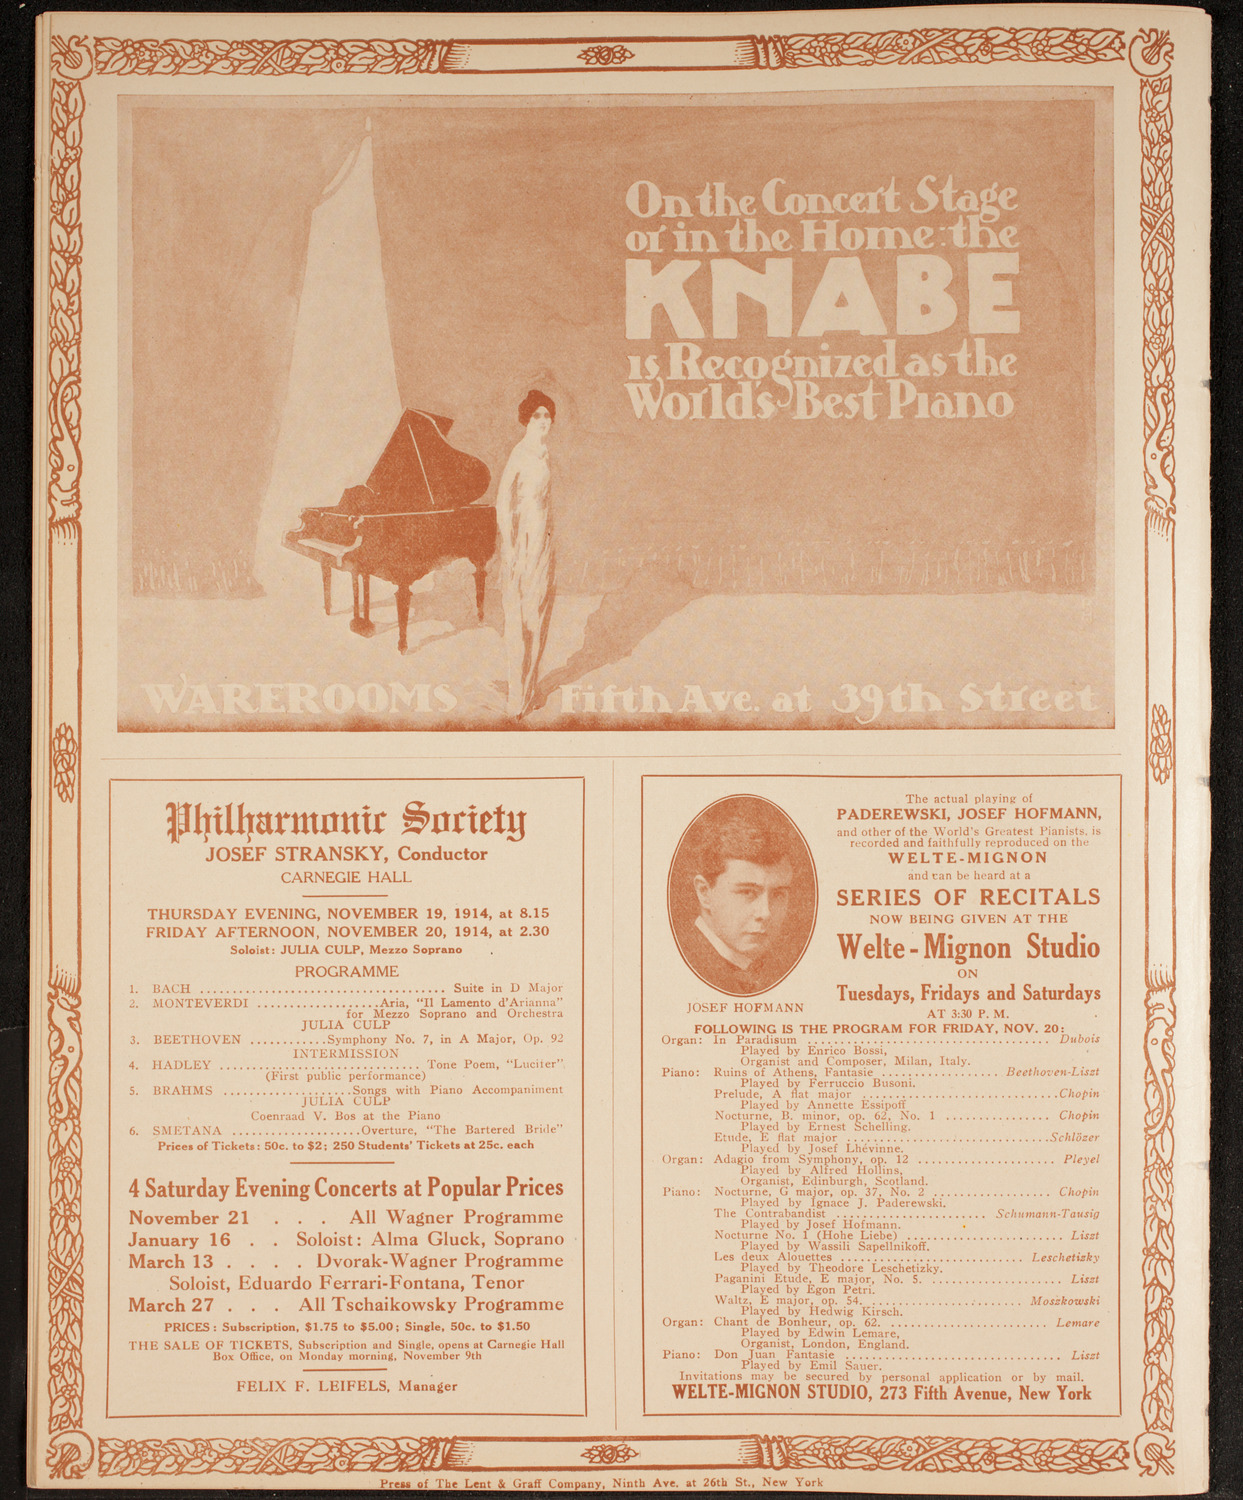 On the Concert Stage
or in the Home: the
KNABE
is Recognized as the
World's Best Piano
WAREROOMS Fifth Ave. at 39th Street
Philharmonic Society
JOSEF STRANSKY, Conductor
CARNEGIE HALL
THURSDAY EVENING, NOVEMBER 19, 1914, at 8.15
FRIDAY AFTERNOON, NOVEMBER 20, 1914, at 2.30
Soloist: JULIA CULP, Mezzo Soprano
PROGRAMME
1. BACH ........ Suite in D Major
2. MONTEVERDI ........ Aria, "Il Lamento d'Arianna"
for Mezzo Soprano and Orchestra
JULIA CULP
3. BEETHOVEN ........ Symphony No. 7, in A Major, Op. 92
INTERMISSION
4. HADLEY ........ Tone Poem, "Lucifer"
(First public performance)
5. BRAHMS ........ Songs with Piano Accompaniment
JULIA CULP
Coenraad V. Bos at the Piano
6. SMETANA ........ Overture, "The Bartered Bride"
Prices of Tickets: 50c. to $2; 250 Students' Tickets at 25c. each
4 Saturday Evening Concerts at Popular Prices
November 21 . . . All Wagner Programme
January 16 . . Soloist: Alma Gluck, Soprano
March 13 . . . . Dvorak-Wagner Programme
Soloist, Eduardo Ferrari-Fontana, Tenor
March 27 . . . All Tschaikowsky Programme
PRICES: Subscription, $1.75 to $5.00; Single, 50c. to $1.50
THE SALE OF TICKETS, Subscription and Single, opens at Carnegie Hall
Box Office, on Monday morning, November 9th
FELIX F. LEIFELS, Manager
The actual playing of
PADEREWSKI, JOSEF HOFMANN,
and other of the World's Greatest Pianists, is
recorded and faithfully reproduced on the
WELTE-MIGNON
and can be heard at a
SERIES OF RECITALS
NOW BEING GIVEN AT THE
Welte-Mignon Studio
ON
Tuesdays, Fridays and Saturdays
AT 3:30 P. M.
JOSEF HOFMANN
FOLLOWING IS THE PROGRAM FOR FRIDAY, NOV. 20:
Organ: In Paradisum ........ Dubois
Played by Enrico Bossi,
Organist and Composer, Milan, Italy.
Piano: Ruins of Athens, Fantasie ........ Beethoven-Liszt
Played by Ferruccio Busoni.
Prelude, A flat major ........ Chopin
Played by Annette Essipoff
Nocturne, B. minor, op. 62, No. 1 ........ Chopin
Played by Ernest Schelling.
Etude, E flat major ........ Schlözer
Played by Josef Lhévinne.
Organ: Adagio from Symphony, op. 12 ........ Pleyel
Played by Alfred Hollins,
Organist, Edinburgh, Scotland.
Piano: Nocturne, G major, op. 37, No. 2 ........ Chopin
Played by Ignace J. Paderewski.
The Contrabandist ........ Schumann-Tausig
Played by Josef Hofmann.
Nocturne No. 1 (Hohe Liebe) ........ Liszt
Played by Wassili Sapellnikoff.
Les deux Alouettes ........ Leschetizky
Played by Theodore Leschetizky.
Paganini Etude, E major, No. 5. ........ Liszt
Played by Egon Petri.
Waltz, E major, op. 54. ........ Moszkowski
Played by Hedwig Kirsch.
Organ: Chant de Bonheur, op. 62. ........ Lemare
Played by Edwin Lemare,
Organist, London, England.
Piano: Don Juan Fantasie ........ Liszt
Played by Emil Sauer.
Invitations may be secured by personal application or by mail.
WELTE-MIGNON STUDIO, 273 Fifth Avenue, New York
Press of The Lent & Graff Company, Ninth Ave. at 26th St., New York